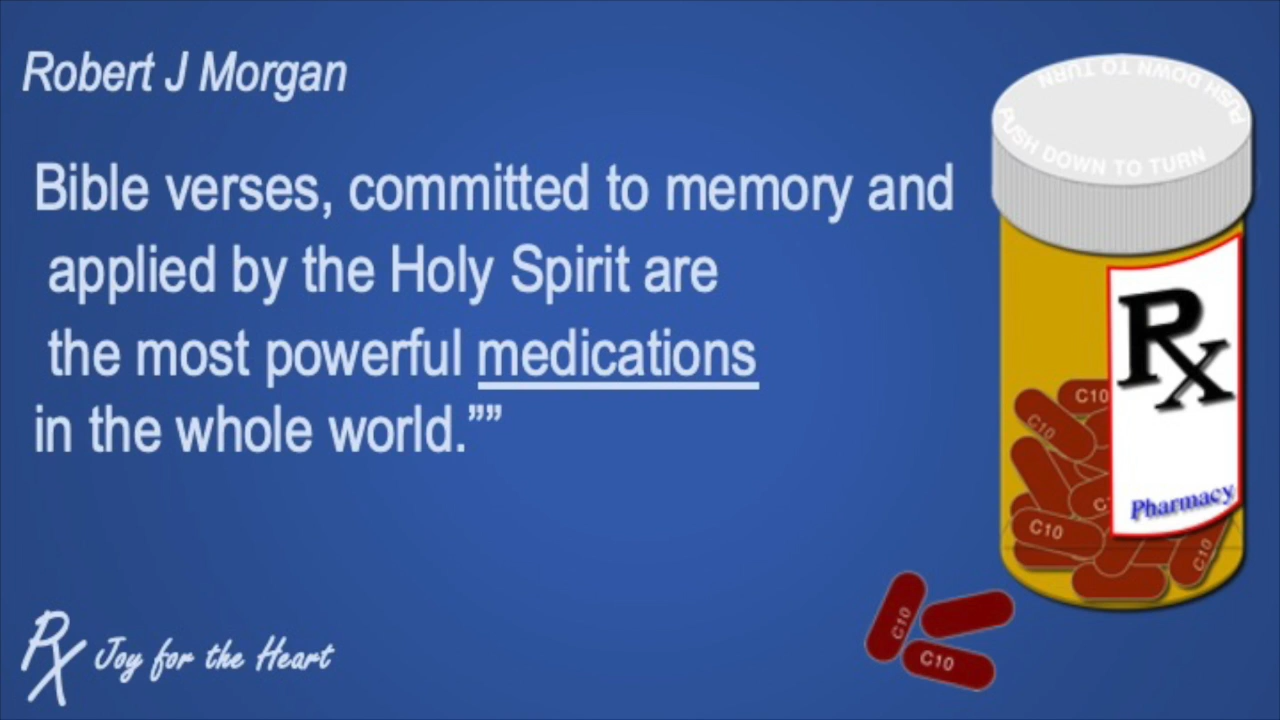 Robert J Morgan
Bible verses, committed to memory and
applied by the Holy Spirit are
the most powerful medications
in the whole world.””
PUSH DOWN TO TURN
PUSH DOWN TO TURN
Rx
Pharmacy
C10
C10
C10
C10
C10
C10
Rx Joy for the Heart